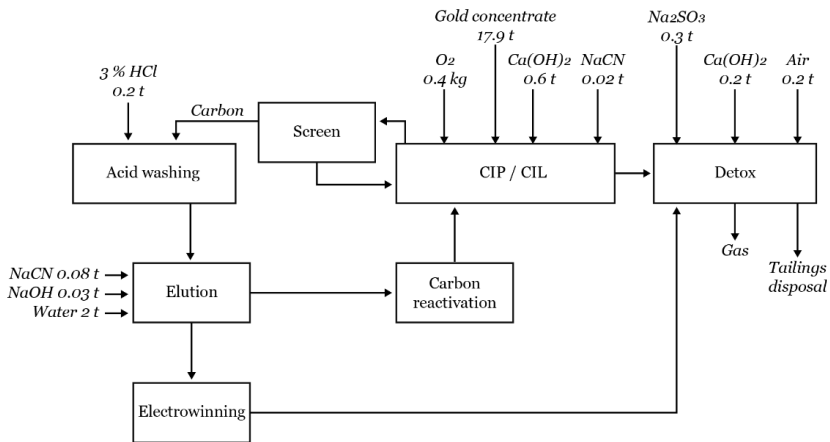 Gold concentrate
17.9 t
Na2SO3
0.3 t
O2
0.4 kg
Ca(OH)2
0.6 t
NaCN
0.02 t
Ca(OH)2
0.2 t
Air
0.2 t
3 % HCl
0.2 t
Carbon
Screen
Acid washing
CIP / CIL
Detox
Gas
Tailings
disposal
NaCN 0.08 t
NaOH 0.03 t
Water 2 t
Elution
Carbon
reactivation
Electrowinning